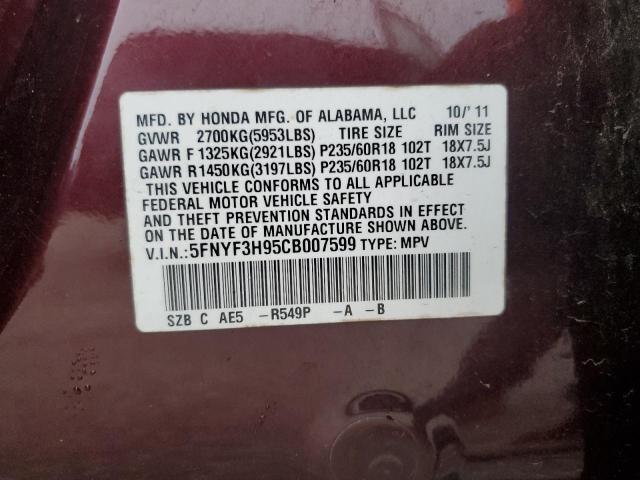 MFD. BY HONDA MFG. OF ALABAMA, LLC 10/'11
GVWR 2700KG(5953LBS) TIRE SIZE RIM SIZE
GAWR F 1325KG(2921LBS) P235/60R18 102T 18X7.5J
GAWR R1450KG(3197LBS) P235/60R18 102T 18X7.5J
THIS VEHICLE CONFORMS TO ALL APPLICABLE
FEDERAL MOTOR VEHICLE SAFETY
AND THEFT PREVENTION STANDARDS IN EFFECT
ON THE DATE OF MANUFACTURE SHOWN ABOVE.
V.I.N.:5FNYF3H95CB007599 TYPE: MPV
SZB C AE5 -R549P -A -B